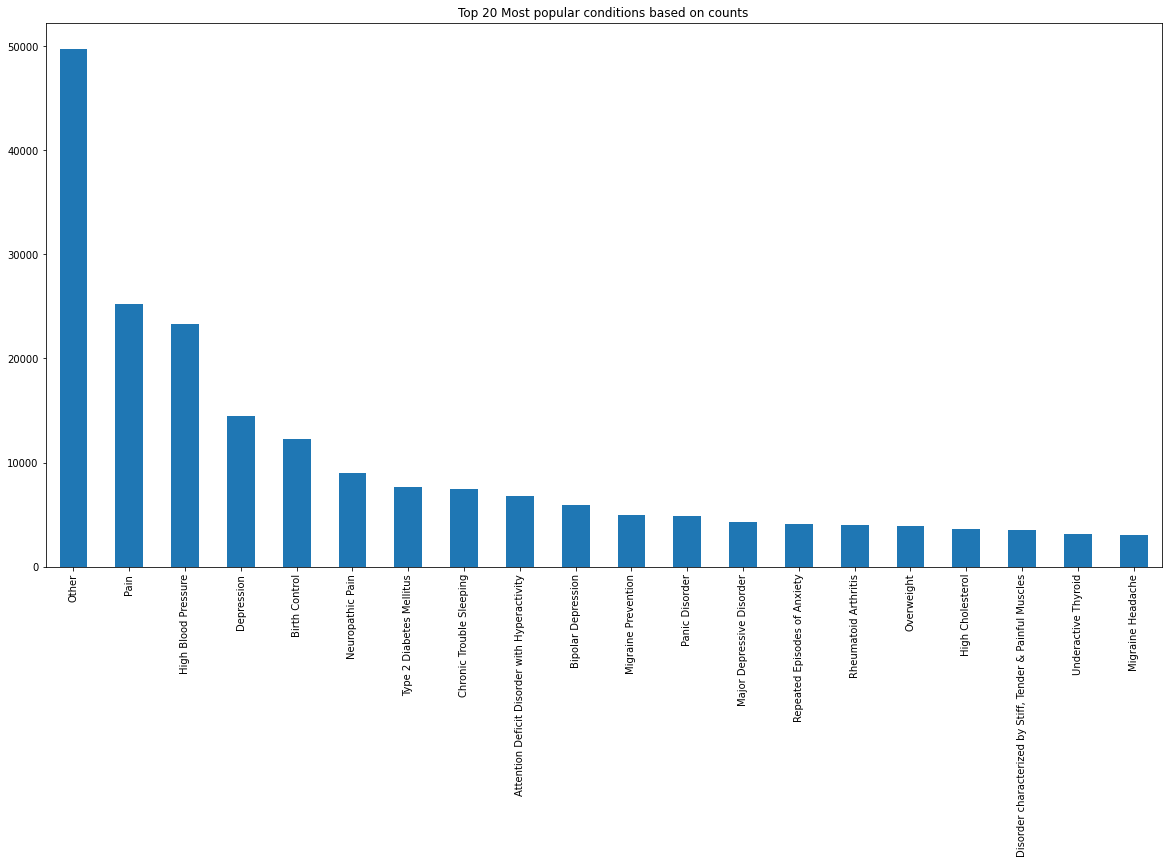 Top 20 Most popular conditions based on counts
50000
40000
30000
20000
10000
0
Other
Pain
High Blood Pressure
Depression
Birth Control
Neuropathic Pain
Type 2 Diabetes Mellitus
Chronic Trouble Sleeping
Attention Deficit Disorder with Hyperactivity
Bipolar Depression
Migraine Prevention
Panic Disorder
Major Depressive Disorder
Repeated Episodes of Anxiety
Rheumatoid Arthritis
Overweight
High Cholesterol
Disorder characterized by Stiff, Tender & Painful Muscles
Underactive Thyroid
Migraine Headache